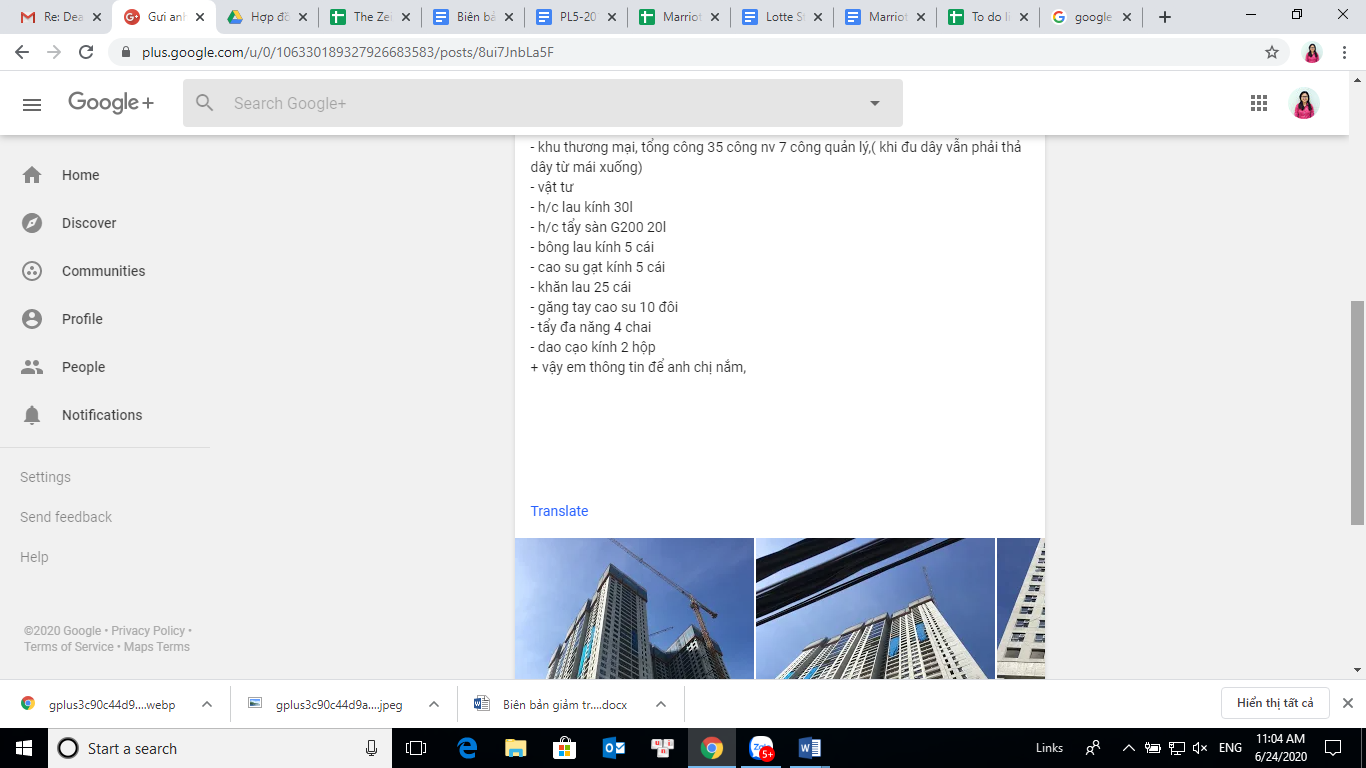 Re: Dea
Gửi anh
Hợp đồ
The Zei
Biên bả
PL5-20
Marriot
Lotte St
Marriot
To do li
google
plus.google.com/u/0/106330189327926683583/posts/8ui7JnbLa5F
Google+
Search Google+
Home
Discover
Communities
Profile
People
Notifications
Settings
Send feedback
Help
©2020 Google • Privacy Policy •
Terms of Service • Maps Terms
- khu thương mại, tổng công 35 công nv 7 công quản lý,( khi đu dây vẫn phải thả
dây từ mái xuống)
- vật tư
- h/c lau kính 30l
- h/c tẩy sàn G200 20l
- bông lau kính 5 cái
- cao su gạt kính 5 cái
- khăn lau 25 cái
- găng tay cao su 10 đôi
- tẩy đa năng 4 chai
- dao cạo kính 2 hộp
+ vậy em thông tin để anh chị nắm,
Translate
gplus3c90c44d9....webp
gplus3c90c44d9a....jpeg
Biên bản giảm tr....docx
Hiển thị tất cả
Start a search
5+
Links
ENG
11:04 AM
6/24/2020